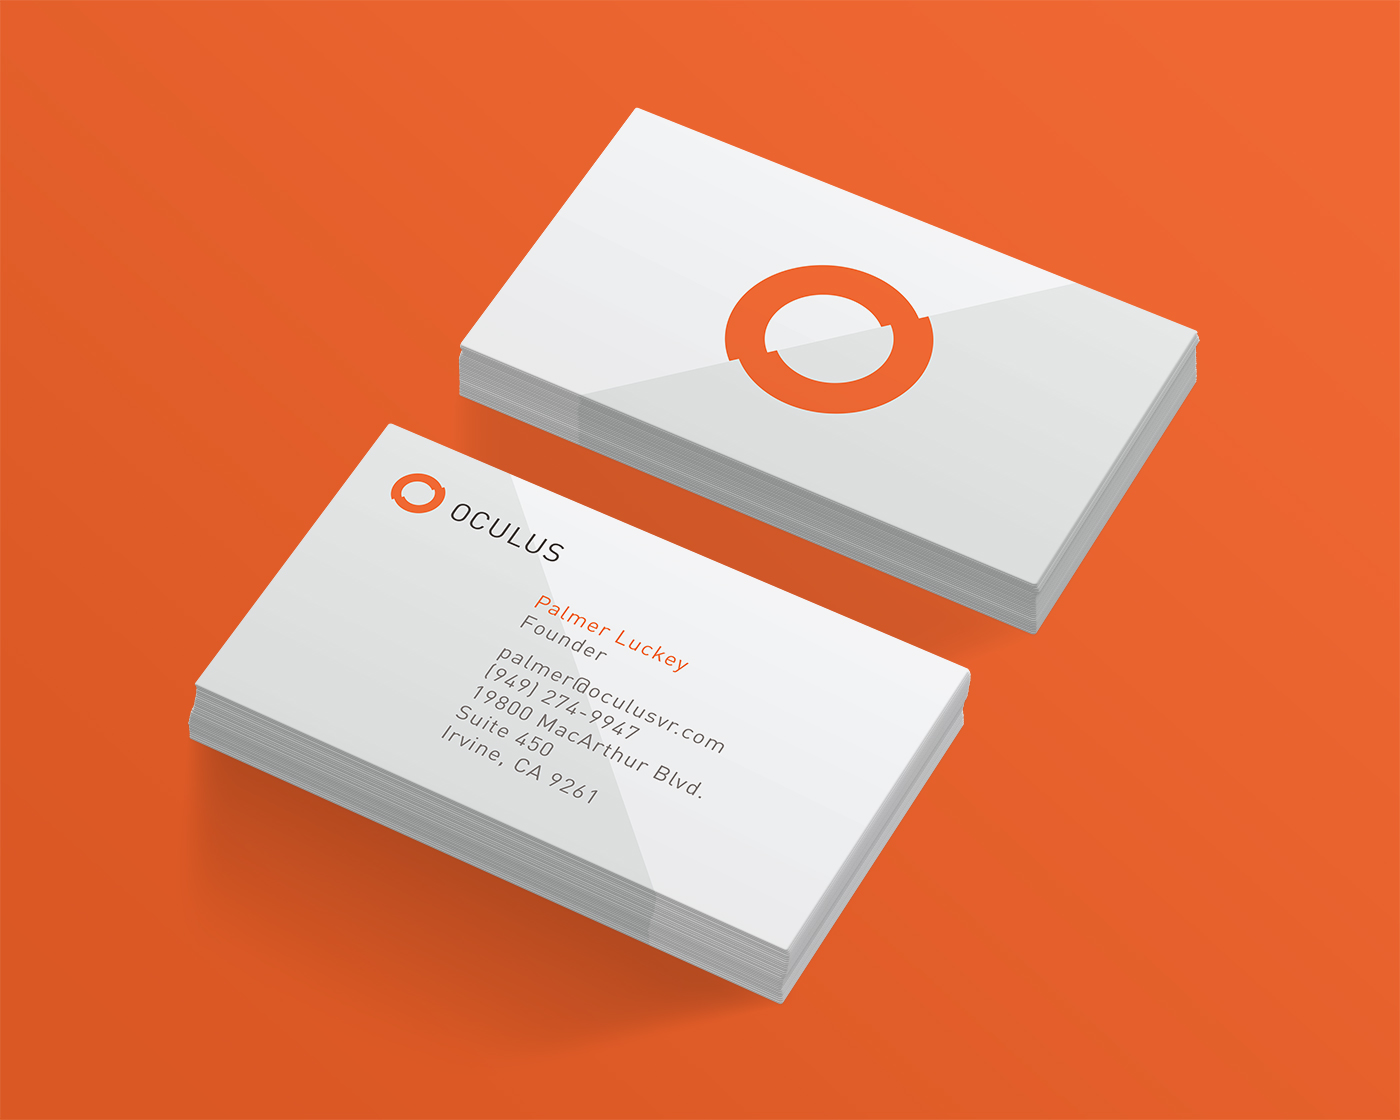 OCULUS
Palmer Luckey
Founder
palmer@oculusvr.com
(949) 274-9947
19800 MacArthur Blvd.
Suite 450
Irvine, CA 9261